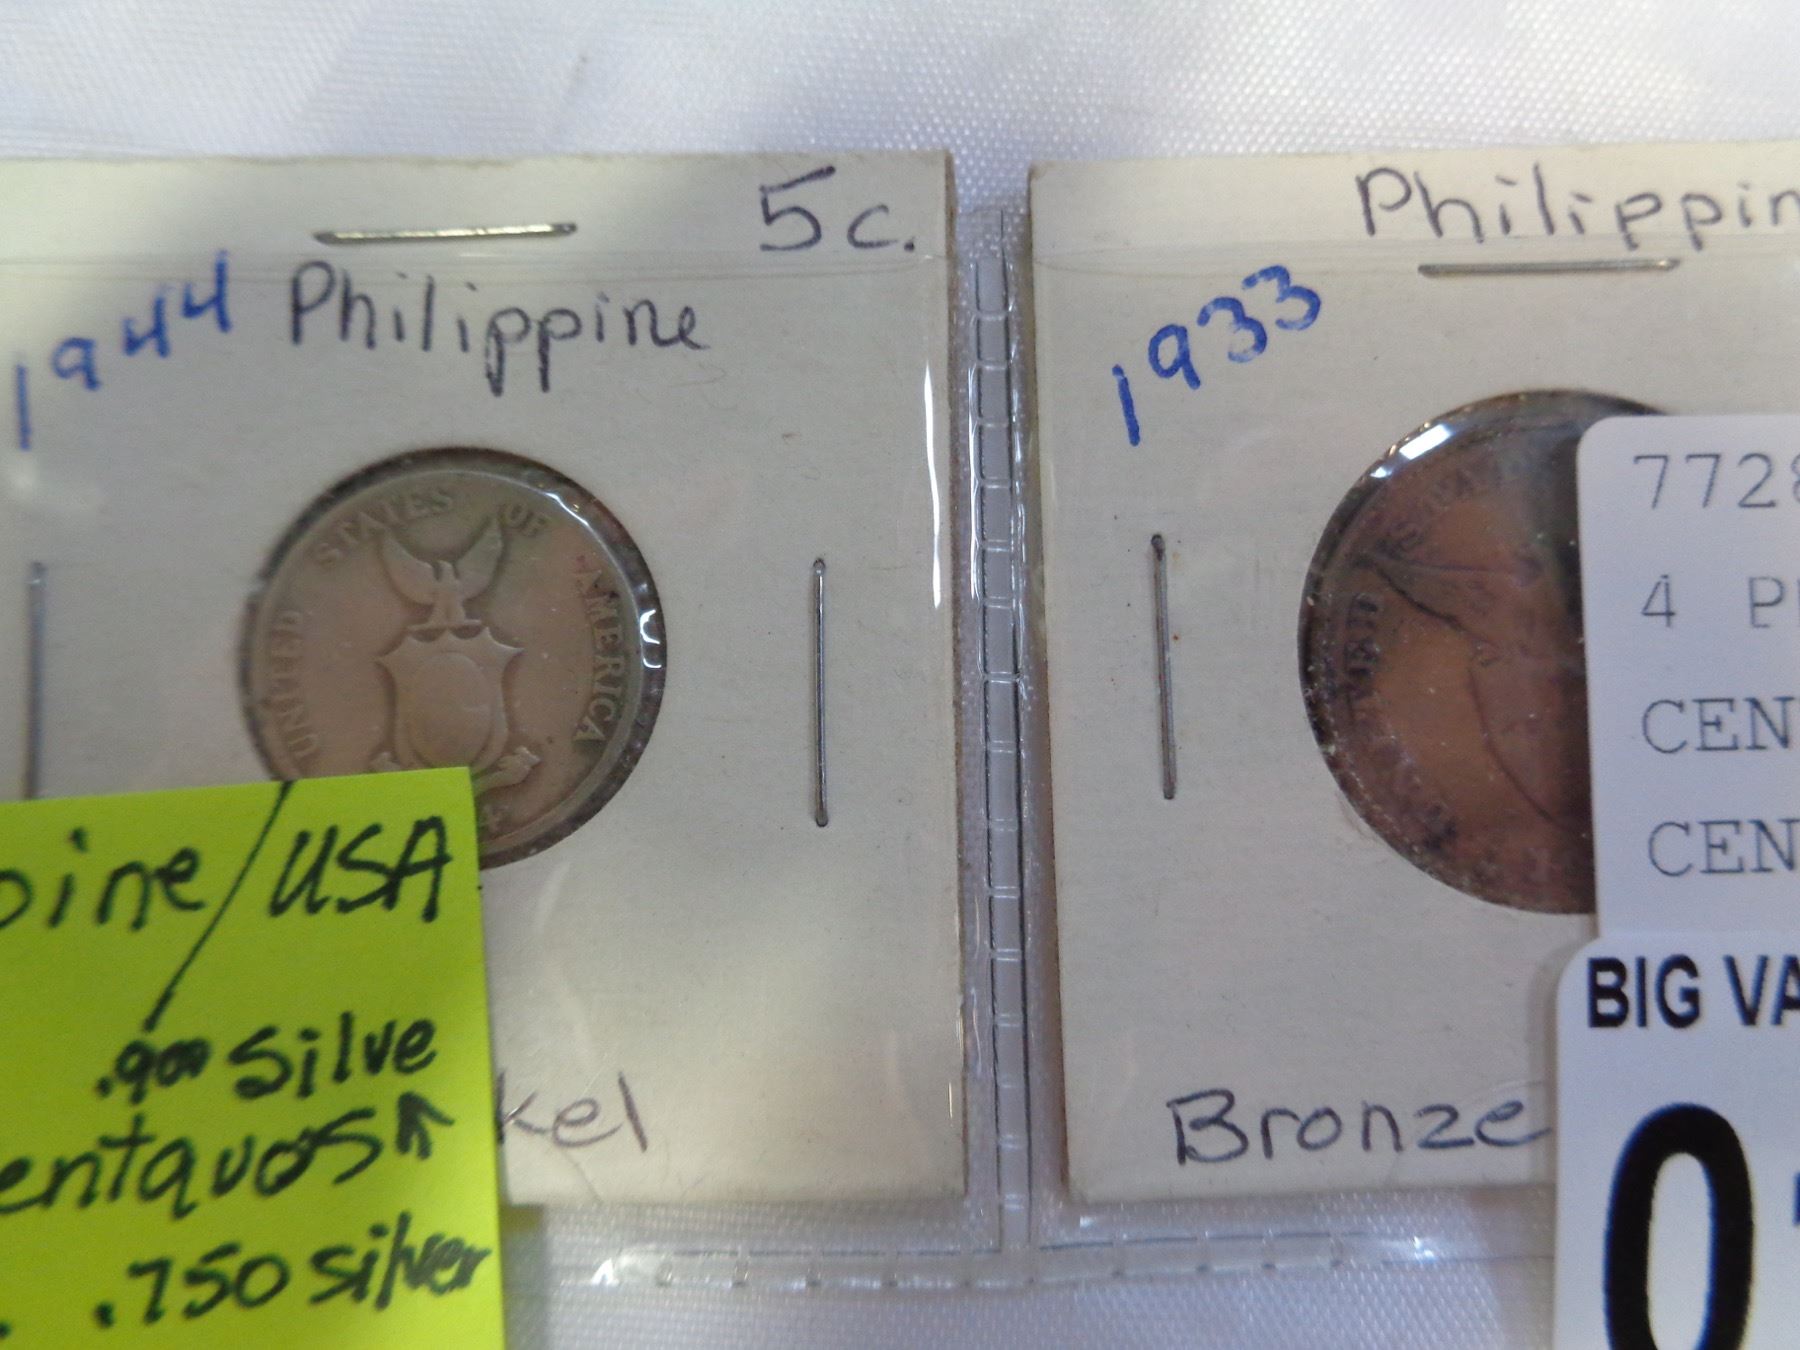 5c.
1944 Philippine
UNITED STATES OF AMERICA
pine/USA
.900 silve
entquos
.750 silver
kel
Philippin
1933
Bronze
7728
4 P
CEN
CEN
BIG VA
0